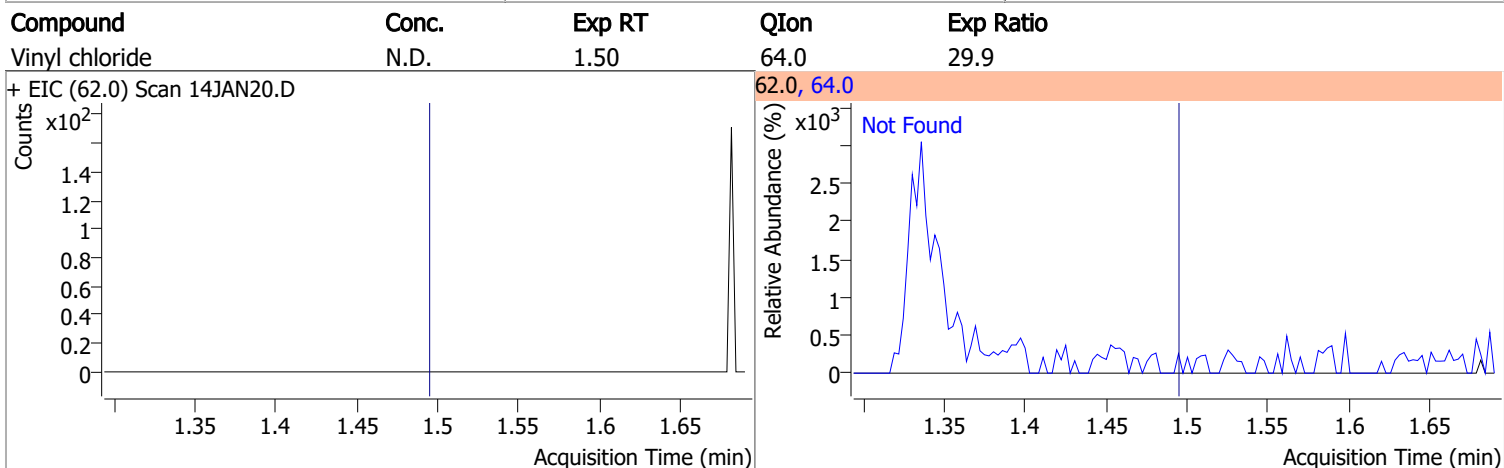 Compound Conc. Exp RT QIon Exp Ratio
Vinyl chloride N.D. 1.50 64.0 29.9
+ EIC (62.0) Scan 14JAN20.D
Counts
x10²
1.4
1.2
1
0.8
0.6
0.4
0.2
0
1.35 1.4 1.45 1.5 1.55 1.6 1.65
Acquisition Time (min)
62.0, 64.0
Relative Abundance (%)
x10³
Not Found
2.5
2
1.5
1
0.5
0
1.35 1.4 1.45 1.5 1.55 1.6 1.65
Acquisition Time (min)